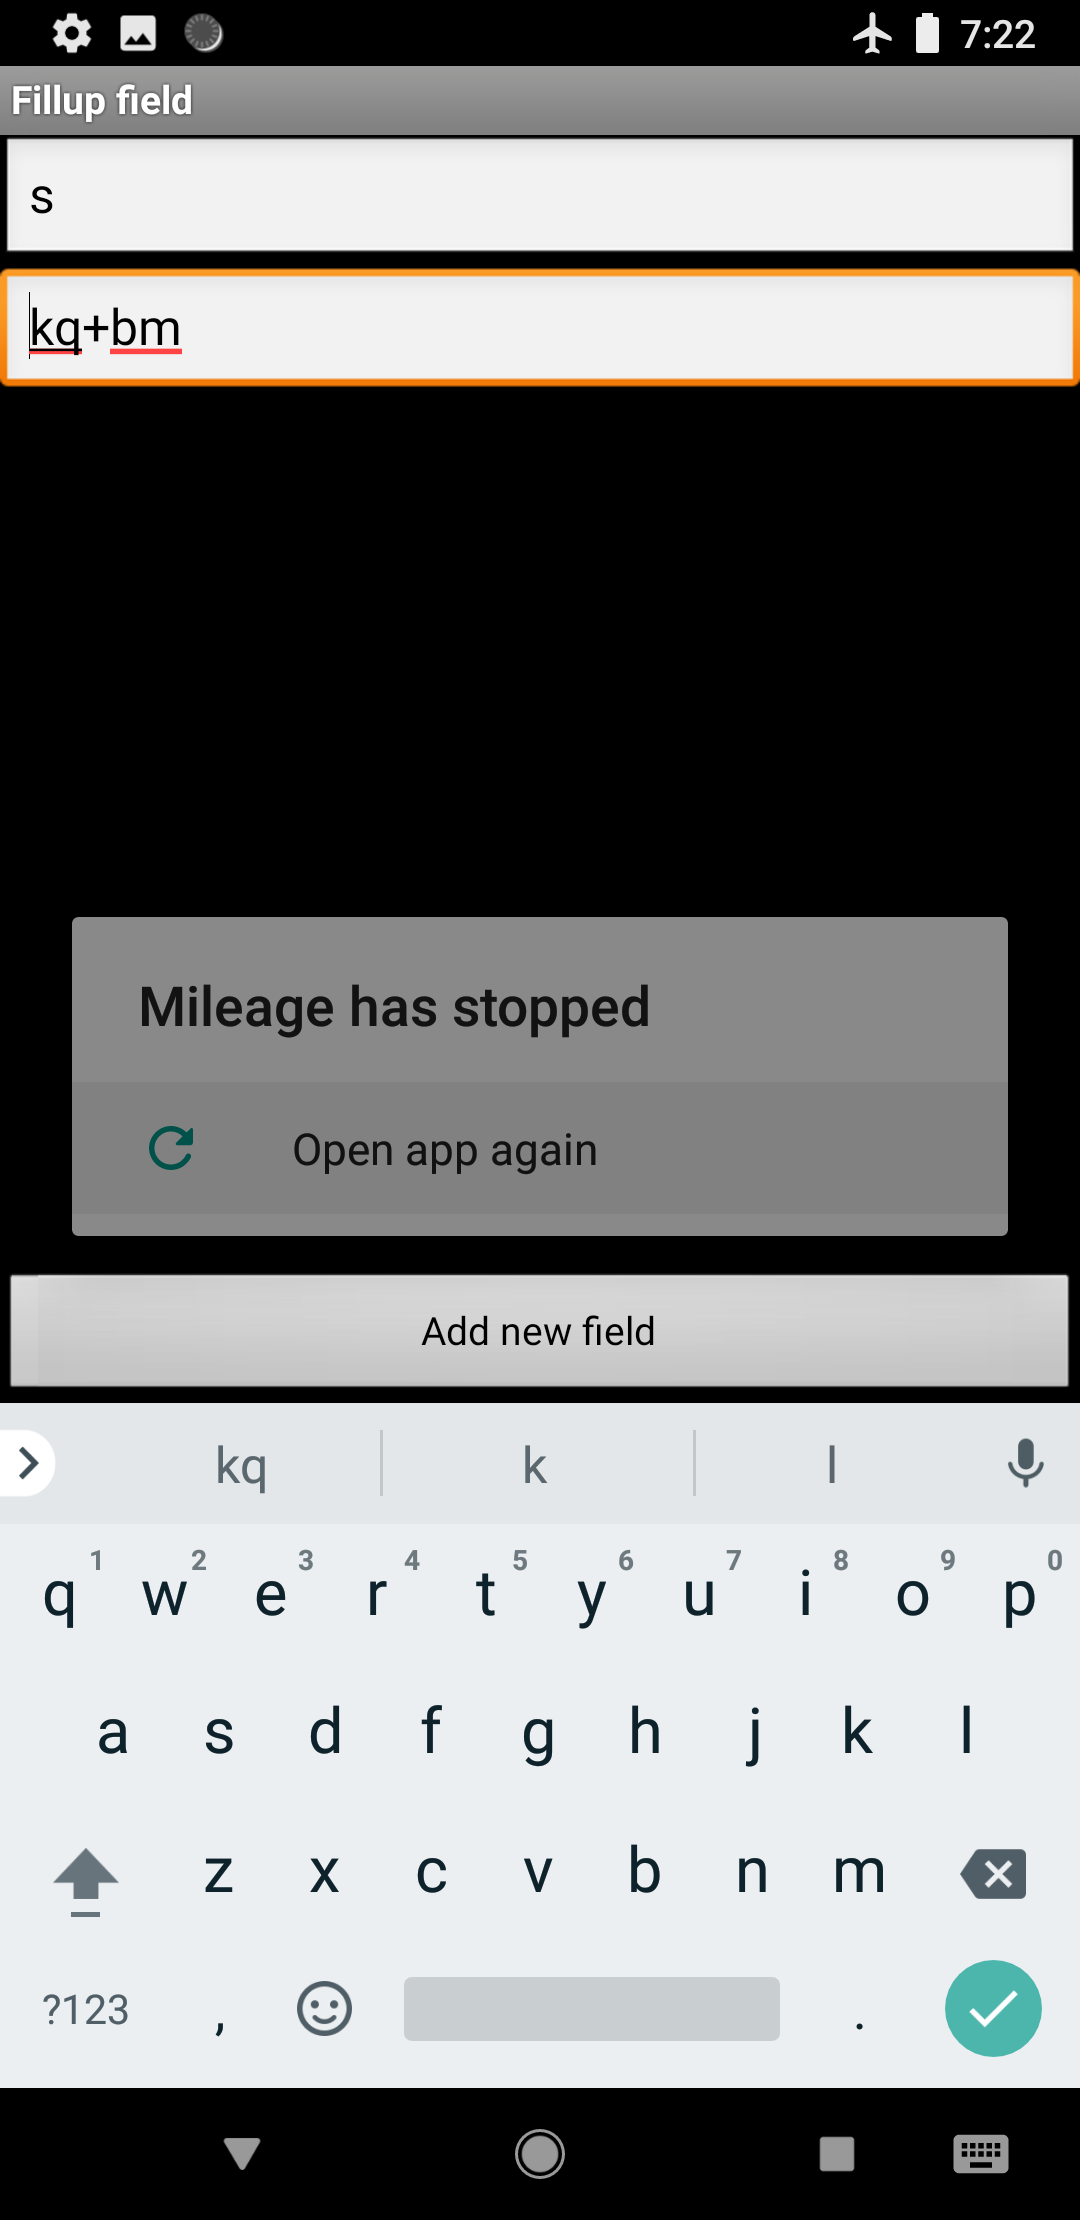 7:22
Fillup field
s
kq+bm
Mileage has stopped
Open app again
Add new field
kq k l
1 2 3 4 5 6 7 8 9 0
q w e r t y u i o p
a s d f g h j k l
z x c v b n m
?123 , .